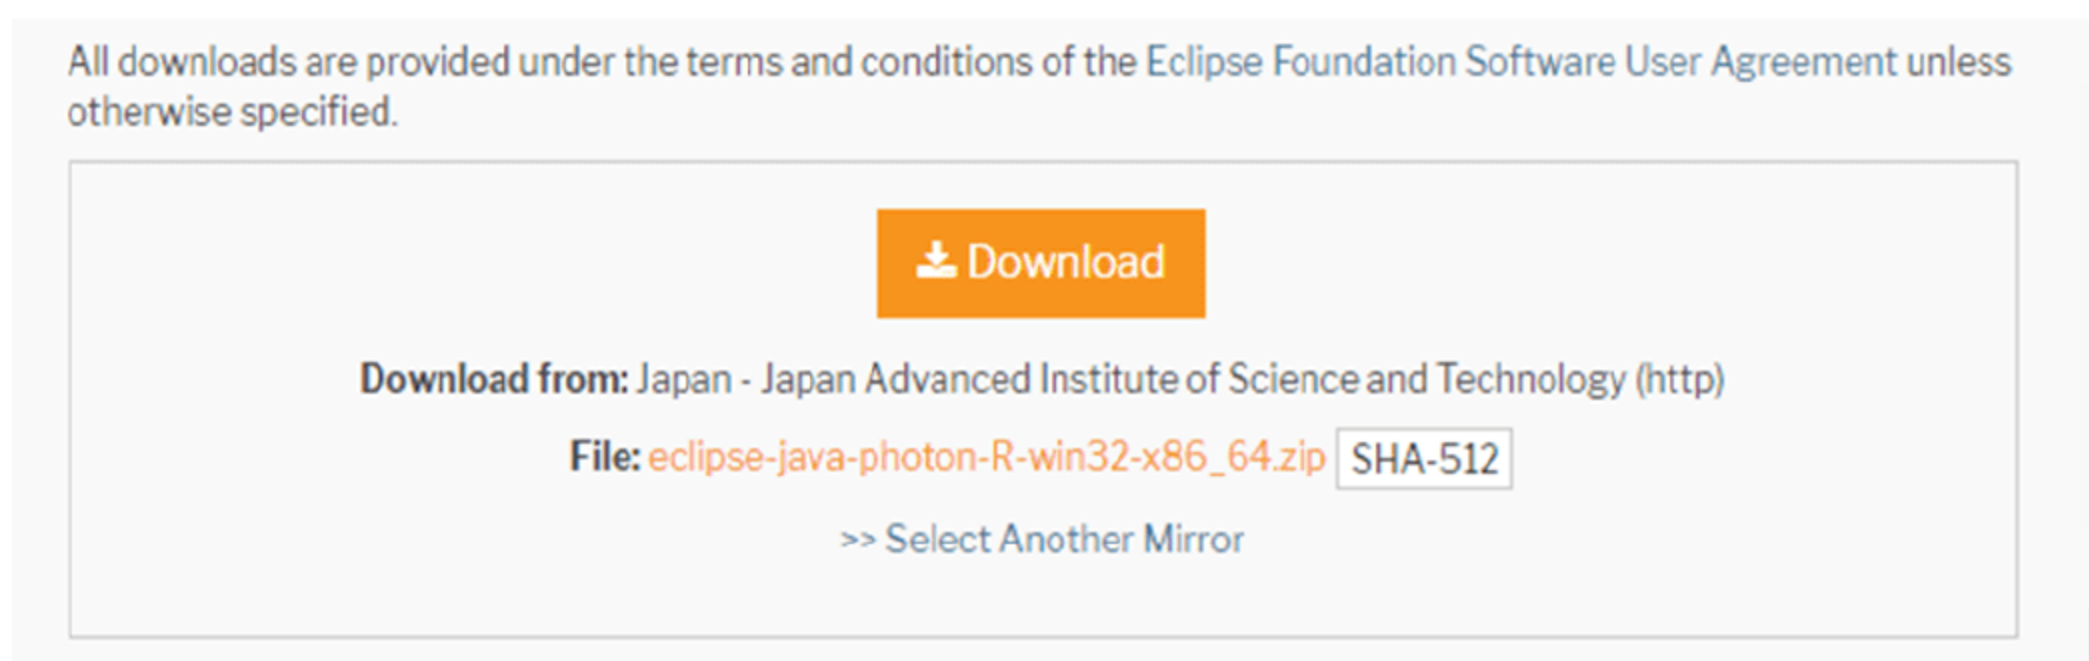 All downloads are provided under the terms and conditions of the Eclipse Foundation Software User Agreement unless
otherwise specified.
Download
Download from: Japan - Japan Advanced Institute of Science and Technology (http)
File: eclipse-java-photon-R-win32-x86_64.zip SHA-512
>> Select Another Mirror